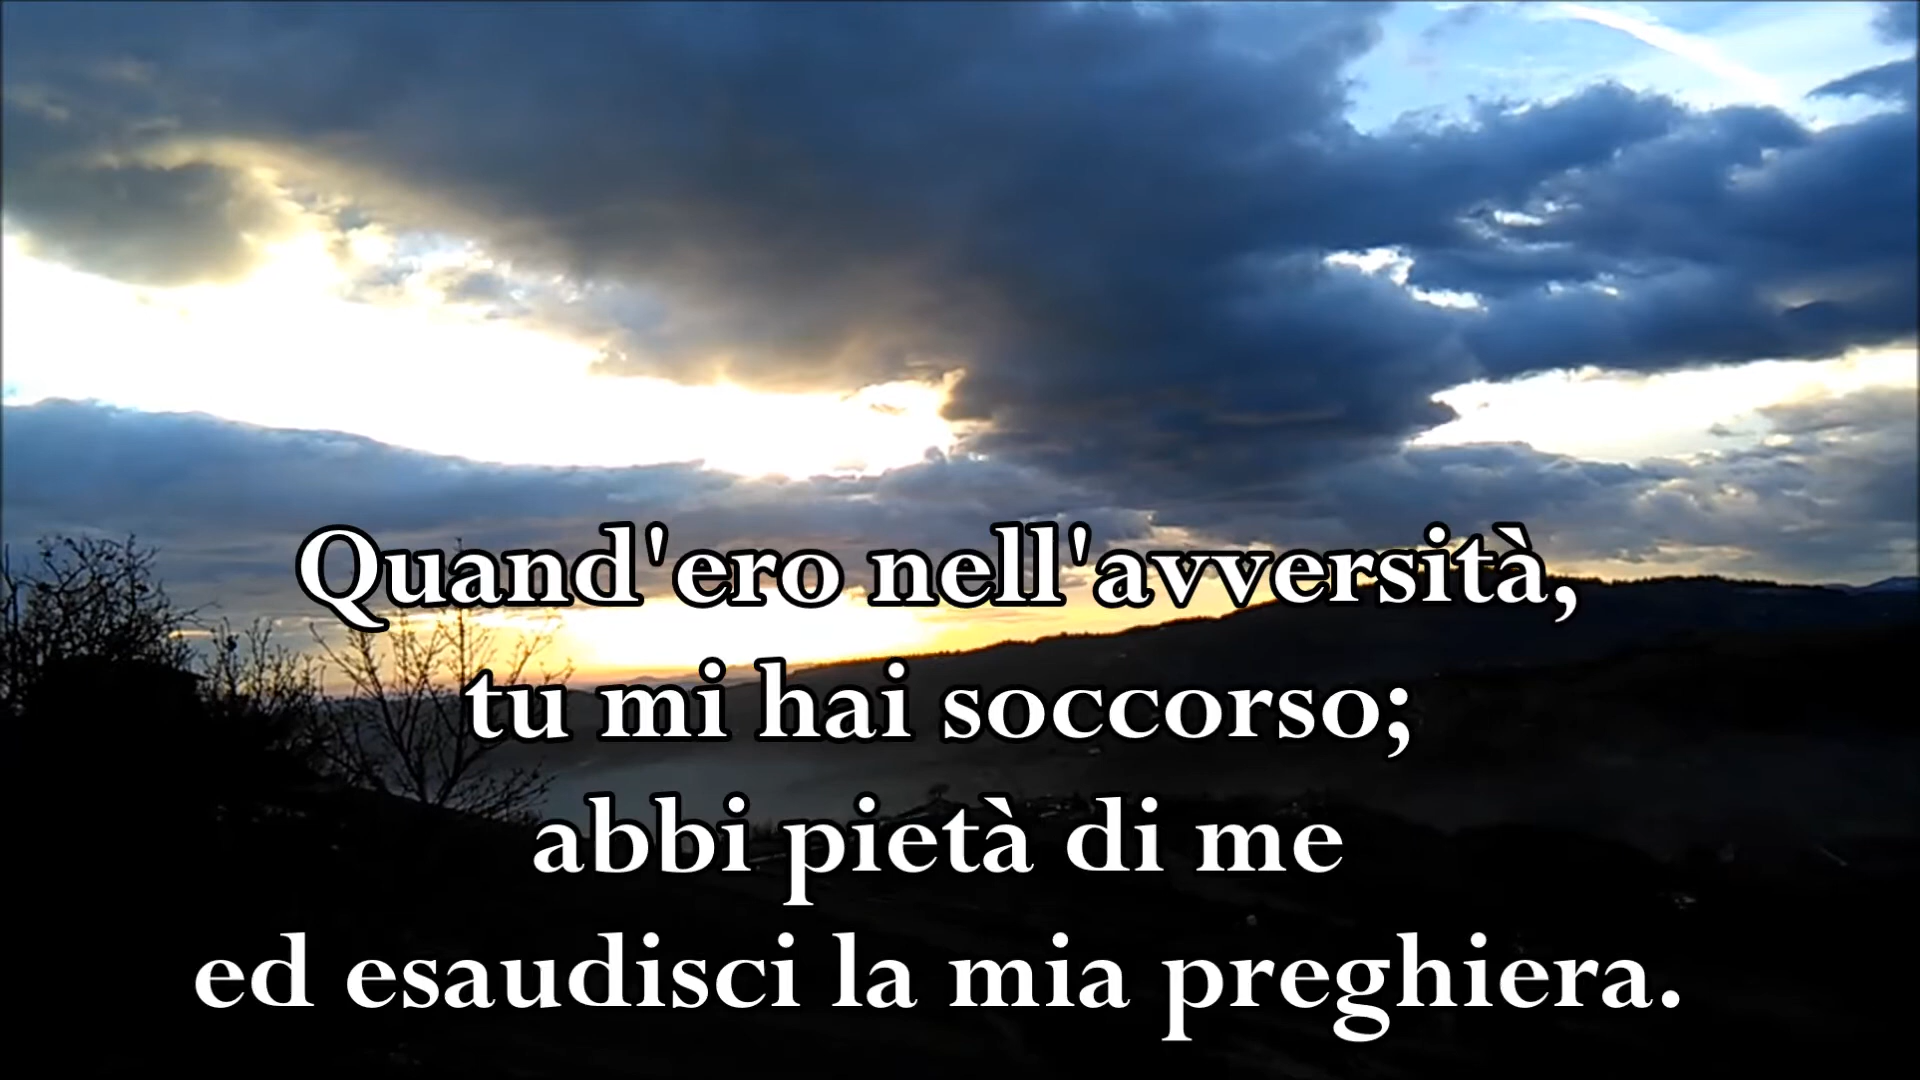 Quand'ero nell'avversità,
tu mi hai soccorso;
abbi pietà di me
ed esaudisci la mia preghiera.